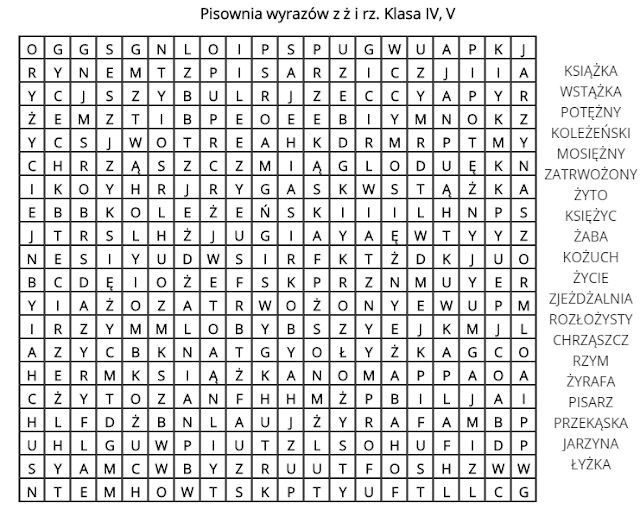 Pisownia wyrazów z ż i rz. Klasa IV, V
O G G S G N L O I P S P U G W U A P K J
R Y N E M T Z P I S A R Z I C Z J I I A
Y C J S Z Y B U L R J Z E C C Y A P Y R
Ż E M Z T I B P E O E E B I Y M N O K Z
Y C S J W O T R E A H K D R M R P T M Y
C H R Z Ą S Z C Z M I Ą G L O D U Ę K N
I K O Y H R J R Y G A S K W S T Ą Ż K A
E B B K O L E Ż E Ń S K I I I L H N P S
J T R S L H Ż J U G I A Y A Ę W T Y Y Z
N E S I Y U D W S I R F K T Ż D K J U O
B C D Ę I O Ż E F S K P R Z N M U Y E R
Y I A Ż O Z A T R W O Ż O N Y E W U P M
I R Z Y M M L O B Y B S Z Y E J K M J L
A Z Y C B K N A T G Y O Ł Y Ż K A G C O
H E R M K S I Ą Ż K A N O M A P P A O A
C Ż Y T O Z A N F H H M Ż P B I L J A I
H L F D Ż B N L A U J Ż Y R A F A M B P
U H L G U W P I U T Z L S O H U F I D P
S Y A M C W B Y Z R U U T F O S H Z W W
N T E M H O W T S K P T Y U F T L L C G
KSIĄŻKA
WSTĄŻKA
POTĘŻNY
KOLEŻEŃSKI
MOSIĘŻNY
ZATRWOŻONY
ŻYTO
KSIĘŻYC
ŻABA
KOŻUCH
ŻYCIE
ZJEŻDŻALNIA
ROZŁOŻYSTY
CHRZĄSZCZ
RZYM
ŻYRAFA
PISARZ
PRZEKĄSKA
JARZYNA
ŁYŻKA